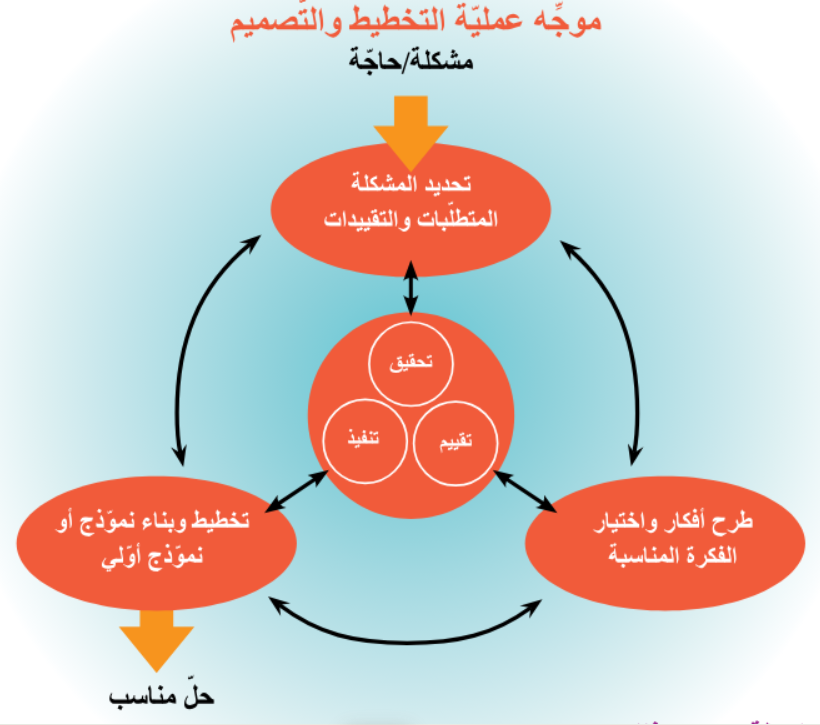 موجِّه عمليّة التخطيط والتّصميم
مشكلة/حاجّة
تحديد المشكلة
المتطلّبات والتقييدات
تحقيق
تقييم
تنفيذ
طرح أفكار واختيار
الفكرة المناسبة
تخطيط وبناء نموّذج أو
نموّذج أوّلي
حلّ مناسب